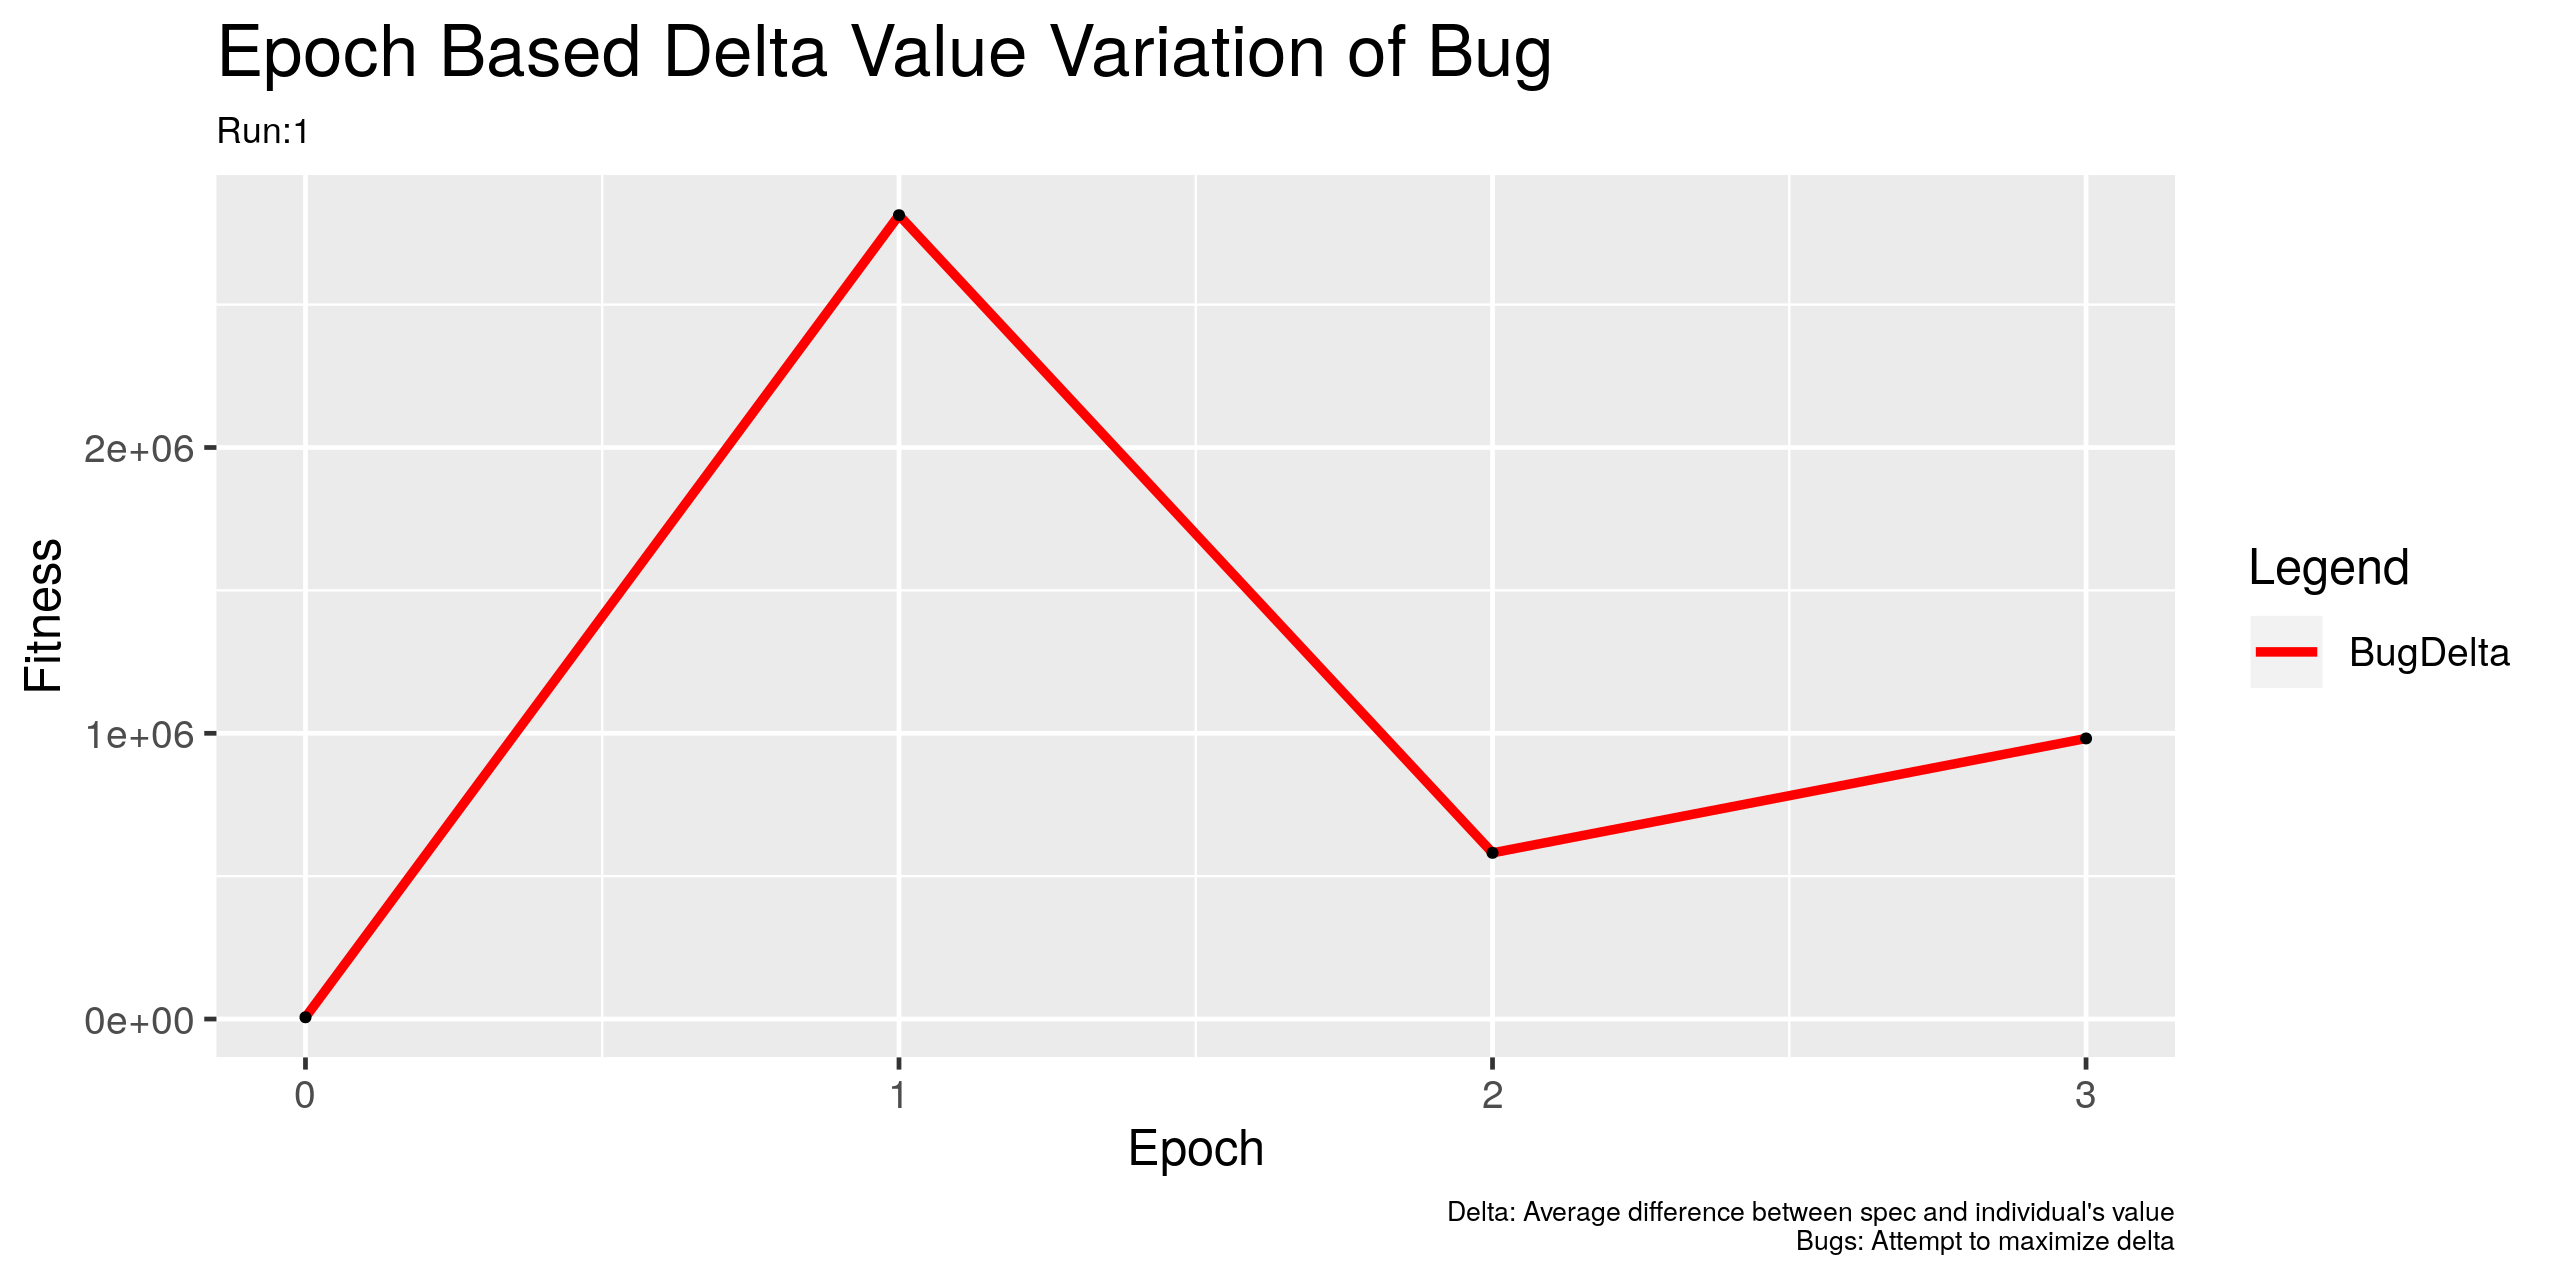 Epoch Based Delta Value Variation of Bug
Run:1
Fitness
2e+06
1e+06
0e+00
0
1
2
3
Epoch
Legend
BugDelta
Delta: Average difference between spec and individual's value
Bugs: Attempt to maximize delta